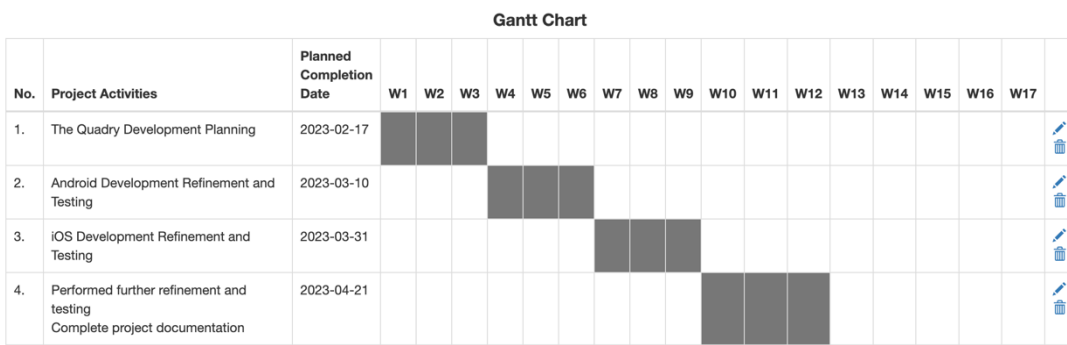 Gantt Chart
No. Project Activities Planned Completion Date W1 W2 W3 W4 W5 W6 W7 W8 W9 W10 W11 W12 W13 W14 W15 W16 W17
1. The Quadry Development Planning 2023-02-17
2. Android Development Refinement and 2023-03-10
Testing
3. iOS Development Refinement and 2023-03-31
Testing
4. Performed further refinement and 2023-04-21
testing
Complete project documentation